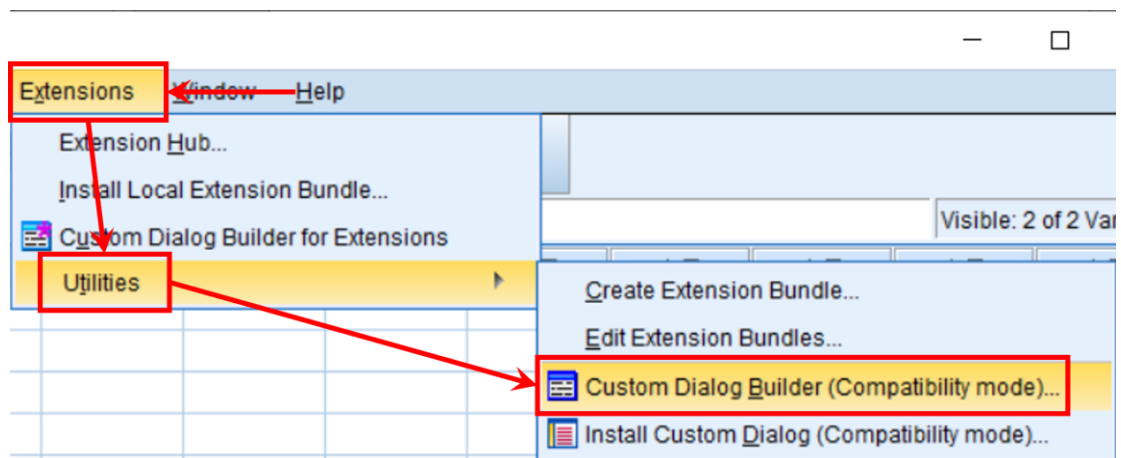 Extensions Window Help
Extension Hub...
Install Local Extension Bundle...
Custom Dialog Builder for Extensions
Utilities
Visible: 2 of 2 Var
Create Extension Bundle...
Edit Extension Bundles...
Custom Dialog Builder (Compatibility mode)...
Install Custom Dialog (Compatibility mode)...